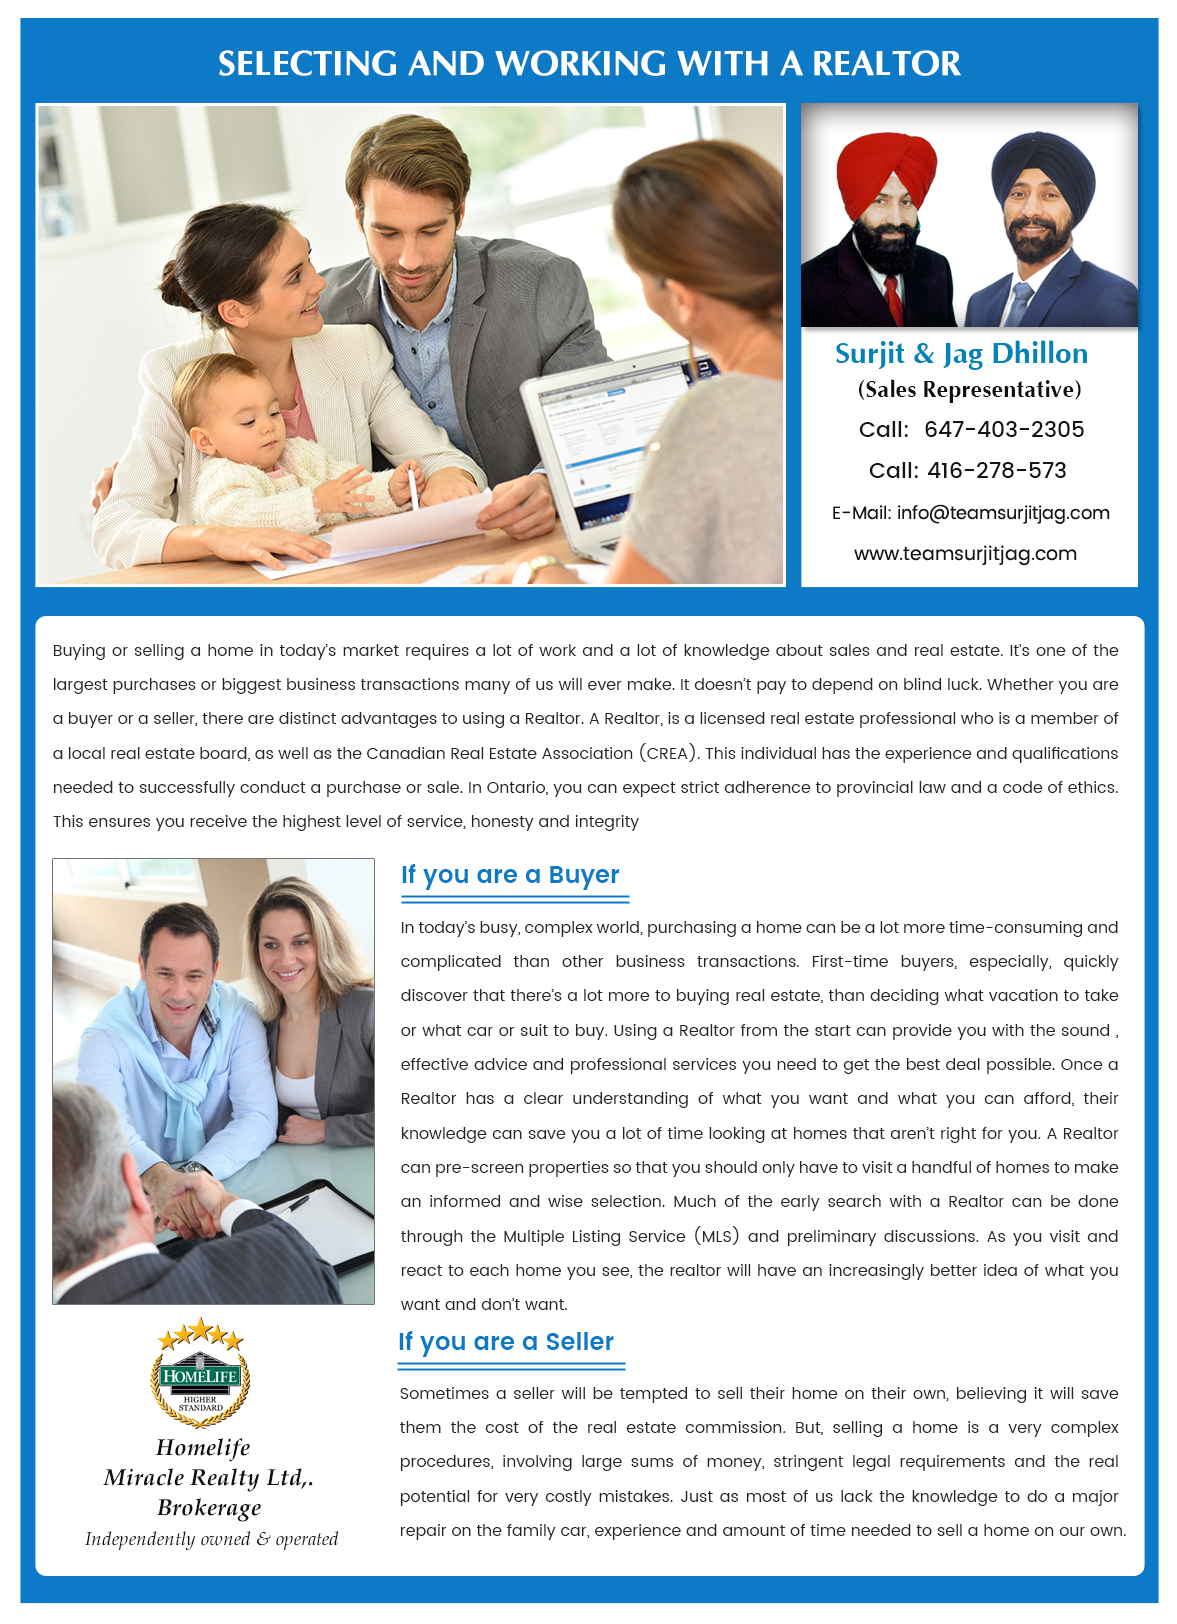 SELECTING AND WORKING WITH A REALTOR
Surjit & Jag Dhillon
(Sales Representative)
Call: 647-403-2305
Call: 416-278-573
E-Mail: info@teamsurjitjag.com
www.teamsurjitjag.com
Buying or selling a home in today's market requires a lot of work and a lot of knowledge about sales and real estate. It's one of the
largest purchases or biggest business transactions many of us will ever make. It doesn't pay to depend on blind luck. Whether you are
a buyer or a seller, there are distinct advantages to using a Realtor. A Realtor, is a licensed real estate professional who is a member of
a local real estate board, as well as the Canadian Real Estate Association (CREA). This individual has the experience and qualifications
needed to successfully conduct a purchase or sale. In Ontario, you can expect strict adherence to provincial law and a code of ethics.
This ensures you receive the highest level of service, honesty and integrity
If you are a Buyer
In today's busy, complex world, purchasing a home can be a lot more time-consuming and
complicated than other business transactions. First-time buyers, especially, quickly
discover that there's a lot more to buying real estate, than deciding what vacation to take
or what car or suit to buy. Using a Realtor from the start can provide you with the sound ,
effective advice and professional services you need to get the best deal possible. Once a
Realtor has a clear understanding of what you want and what you can afford, their
knowledge can save you a lot of time looking at homes that aren't right for you. A Realtor
can pre-screen properties so that you should only have to visit a handful of homes to make
an informed and wise selection. Much of the early search with a Realtor can be done
through the Multiple Listing Service (MLS) and preliminary discussions. As you visit and
react to each home you see, the realtor will have an increasingly better idea of what you
want and don't want.
If you are a Seller
Sometimes a seller will be tempted to sell their home on their own, believing it will save
them the cost of the real estate commission. But, selling a home is a very complex
procedures, involving large sums of money, stringent legal requirements and the real
potential for very costly mistakes. Just as most of us lack the knowledge to do a major
repair on the family car, experience and amount of time needed to sell a home on our own.
HOMELIFE
HIGHER
STANDARD
Homelife
Miracle Realty Ltd,.
Brokerage
Independently owned & operated